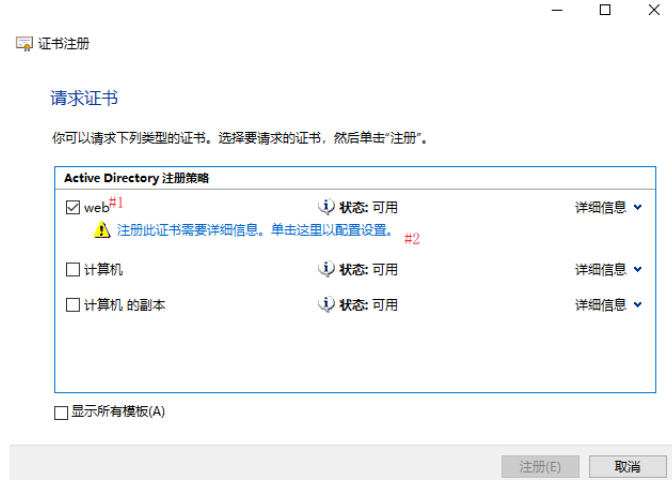 证书注册
请求证书
你可以请求下列类型的证书。选择要请求的证书，然后单击“注册”。
Active Directory 注册策略
web#1 状态: 可用 详细信息
注册此证书需要详细信息。单击这里以配置设置。 #2
计算机 状态: 可用 详细信息
计算机 的副本 状态: 可用 详细信息
显示所有模板(A)
注册(E) 取消